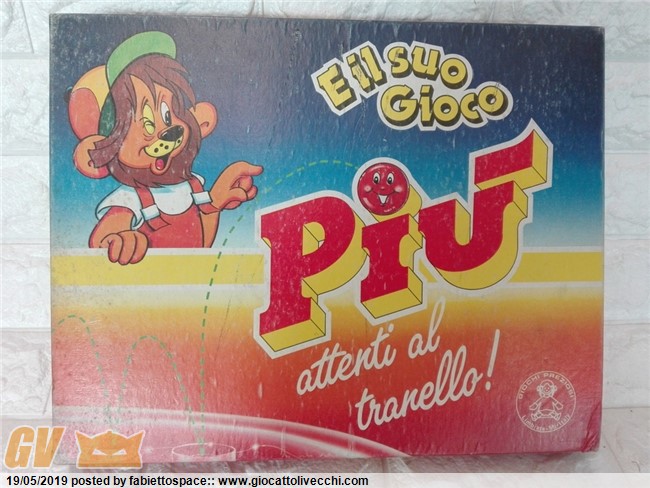 E il suo
Gioco
Più
attenti al
tranello!
GIOCHI PREZIOSI
GV
19/05/2019 posted by fabiettospace:: www.giocattolivecchi.com